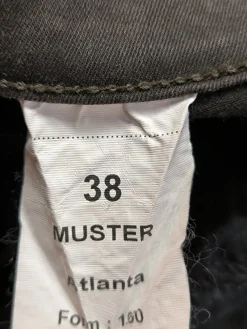 38
MUSTER
Atlanta
Form : 190